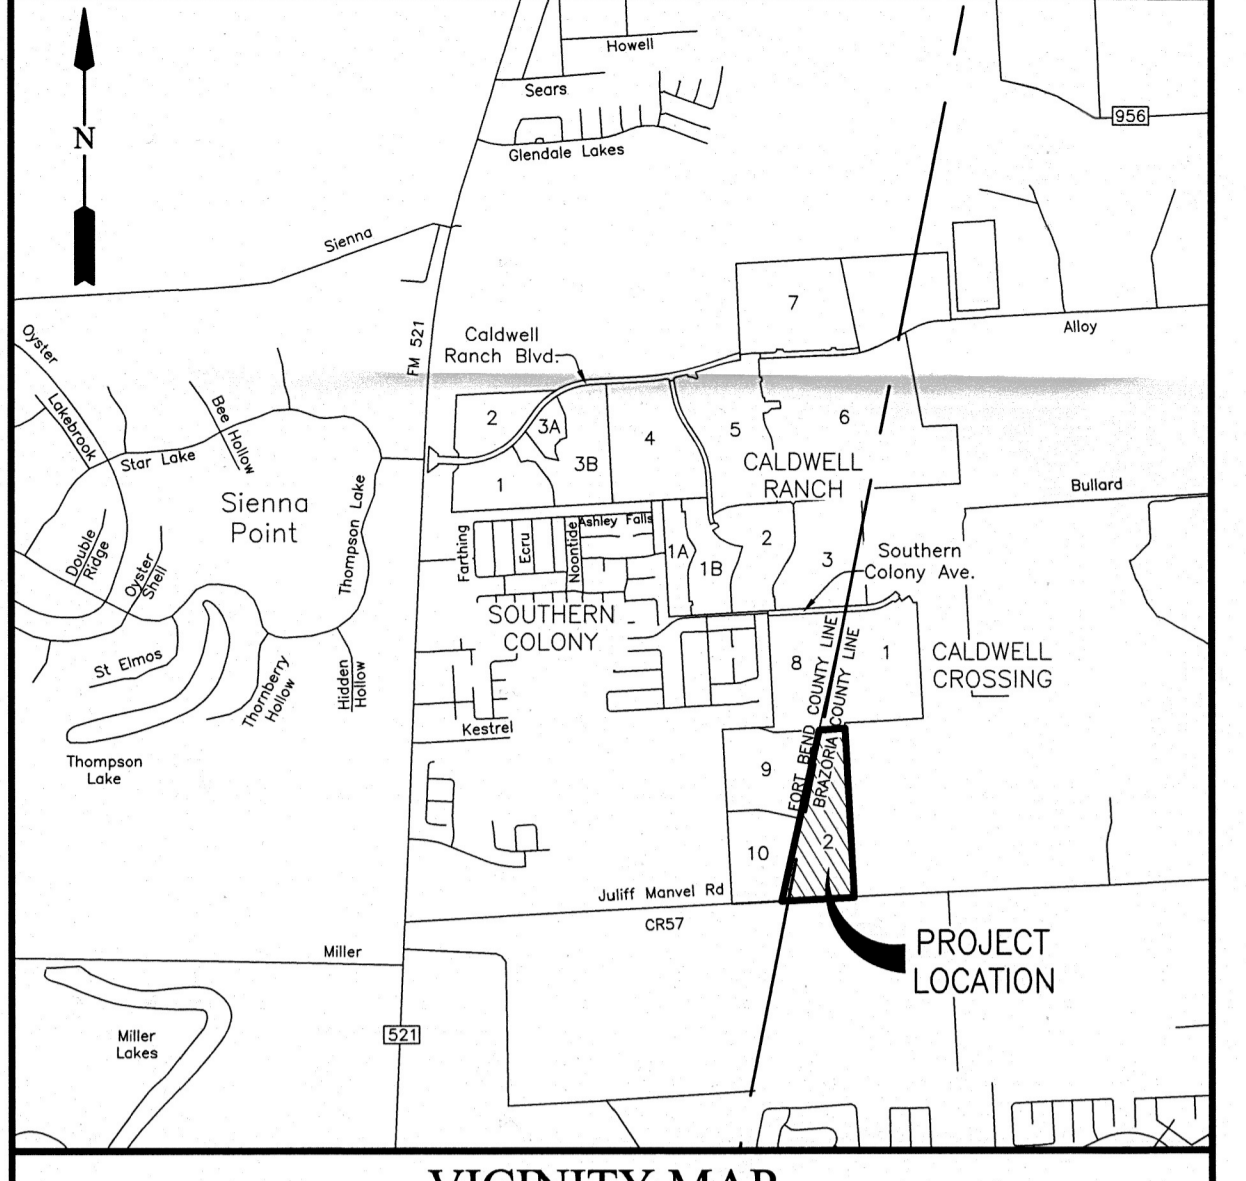 Howell
Sears
N
956
Glendale Lakes
Sienna
7
FM 521
Caldwell
Ranch Blvd.
Alloy
Oyster
Lakebrook
Bee Hollow
2
3A
4
5
6
Star Lake
3B
CALDWELL
RANCH
1
Bullard
Sienna
Point
Thompson Lake
Farthing
Ecru
Noontide
Ashley Falls
1A
1B
2
3
Southern
Colony Ave.
Double
Ridge
Oyster
Shell
SOUTHERN
COLONY
St Elmos
Thornberry
Hollow
Hidden
Hollow
8
FORT BEND COUNTY LINE
BRAZORIA COUNTY LINE
1
CALDWELL
CROSSING
Kestrel
Thompson
Lake
9
10
2
Juliff Manvel Rd
CR57
PROJECT
LOCATION
Miller
521
Miller
Lakes
VICINITY MAP